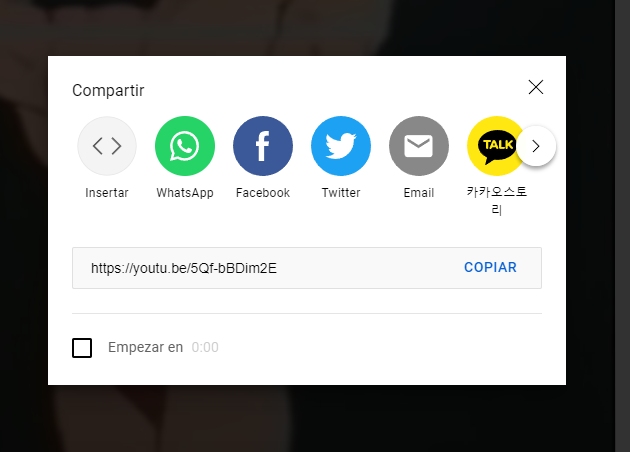 Compartir
Insertar
WhatsApp
Facebook
Twitter
Email
TALK
카카오스토
리
https://youtu.be/5Qf-bBDim2E
COPIAR
Empezar en 0:00